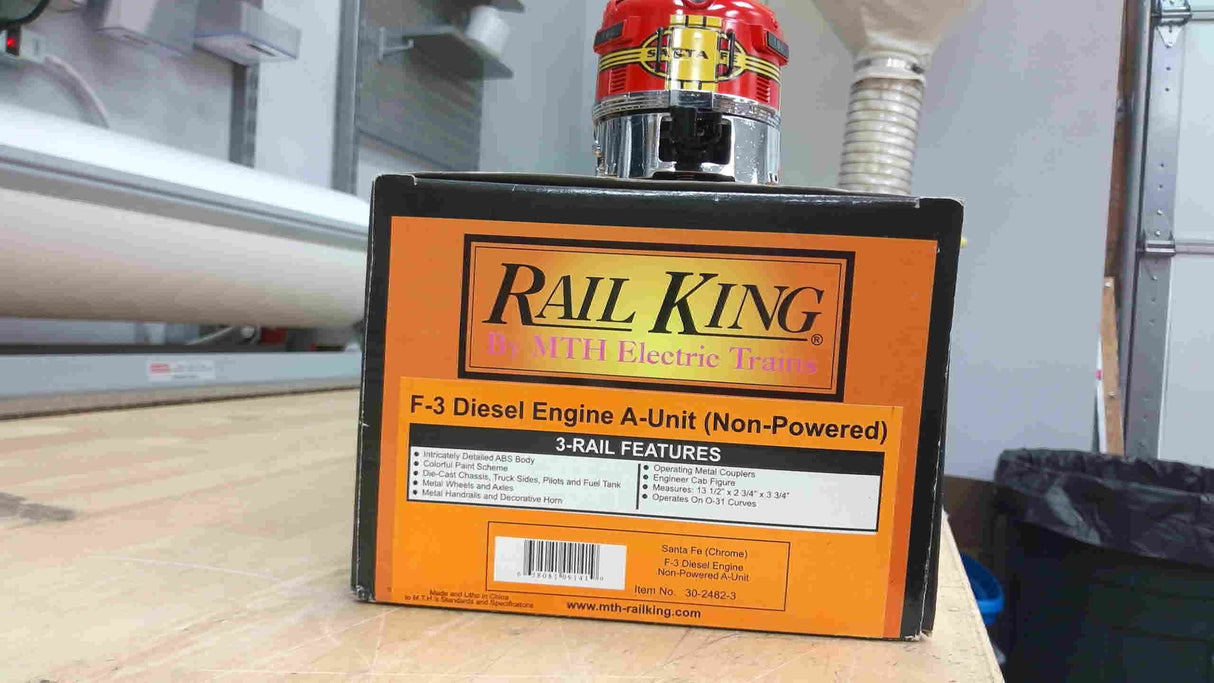 SANTA FE
RAIL KING®
By MTH Electric Trains
F-3 Diesel Engine A-Unit (Non-Powered)
3-RAIL FEATURES
• Intricately Detailed ABS Body
• Colorful Paint Scheme
• Die-Cast Chassis, Truck Sides, Pilots and Fuel Tank
• Metal Wheels and Axles
• Metal Handrails and Decorative Horn
• Operating Metal Couplers
• Engineer Cab Figure
• Measures: 13 1/2" x 2 3/4" x 3 3/4"
• Operates On O-31 Curves
Santa Fe (Chrome)
F-3 Diesel Engine
Non-Powered A-Unit
Item No. 30-2482-3
Made and Litho in China
to M.T.H.'s Standards and Specifications
www.mth-railking.com